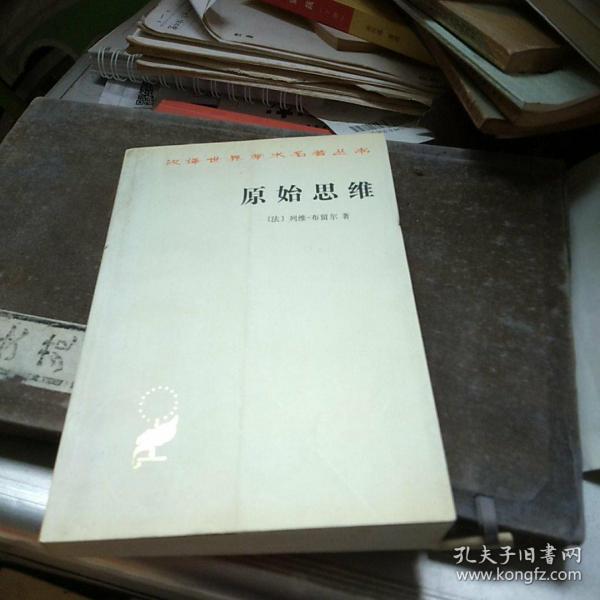 汉译世界学术名著丛书
原始思维
〔法〕列维-布留尔 著
孔夫子旧书网
www.kongfz.com